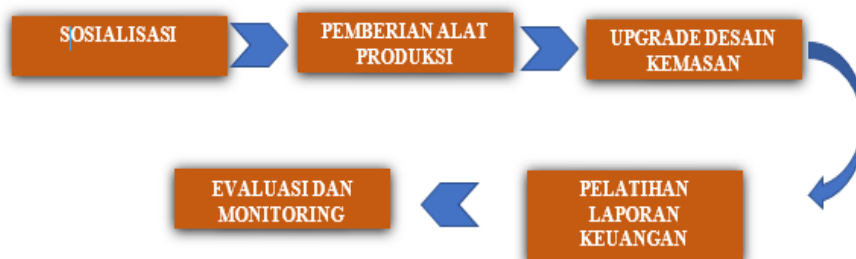 SOSIALISASI
PEMBERIAN ALAT
PRODUKSI
UPGRADE DESAIN
KEMASAN
PELATIHAN
LAPORAN
KEUANGAN
EVALUASI DAN
MONITORING